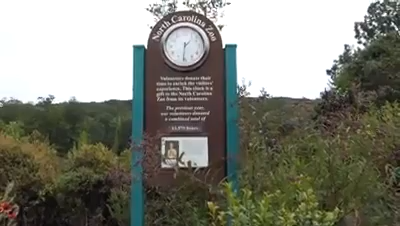 North Carolina Zoo
Volunteers donate their
time to enrich the visitors'
experience. This clock is a
gift to the North Carolina
Zoo from its volunteers.
The previous year,
our volunteers donated
a combined total of
hours